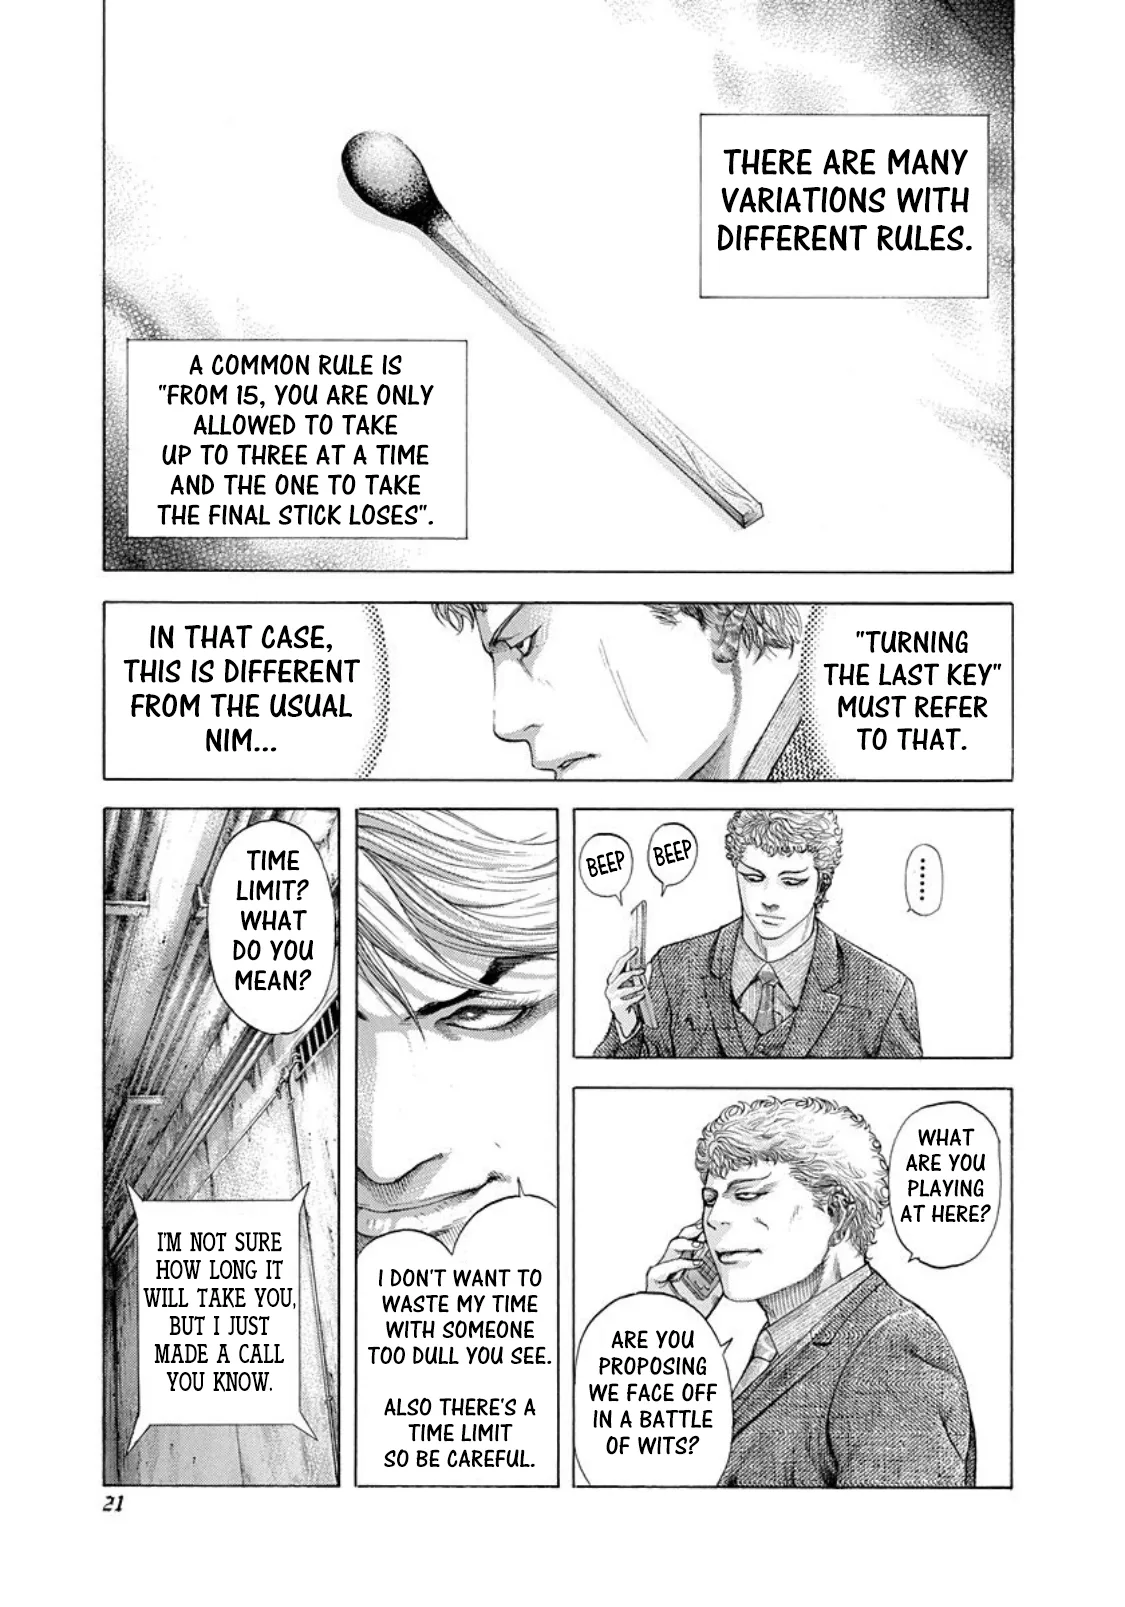 THERE ARE MANY
VARIATIONS WITH
DIFFERENT RULES.
A COMMON RULE IS
"FROM 15, YOU ARE ONLY
ALLOWED TO TAKE
UP TO THREE AT A TIME
AND THE ONE TO TAKE
THE FINAL STICK LOSES".
"TURNING
THE LAST KEY"
MUST REFER
TO THAT.
IN THAT CASE,
THIS IS DIFFERENT
FROM THE USUAL
NIM...
......
BEEP
BEEP
WHAT
ARE YOU
PLAYING
AT HERE?
ARE YOU
PROPOSING
WE FACE OFF
IN A BATTLE
OF WITS?
I DON'T WANT TO
WASTE MY TIME
WITH SOMEONE
TOO DULL YOU SEE.
ALSO THERE'S A
TIME LIMIT
SO BE CAREFUL.
TIME
LIMIT?
WHAT
DO YOU
MEAN?
I'M NOT SURE
HOW LONG IT
WILL TAKE YOU,
BUT I JUST
MADE A CALL
YOU KNOW.
21